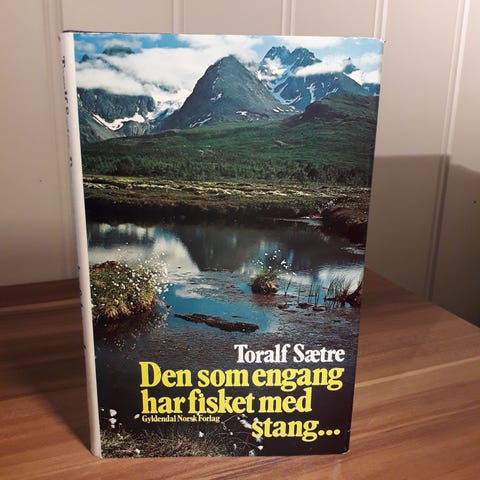 Toralf Sætre
Den som engang
har fisket med
Gyldendal Norsk Forlag
stang...